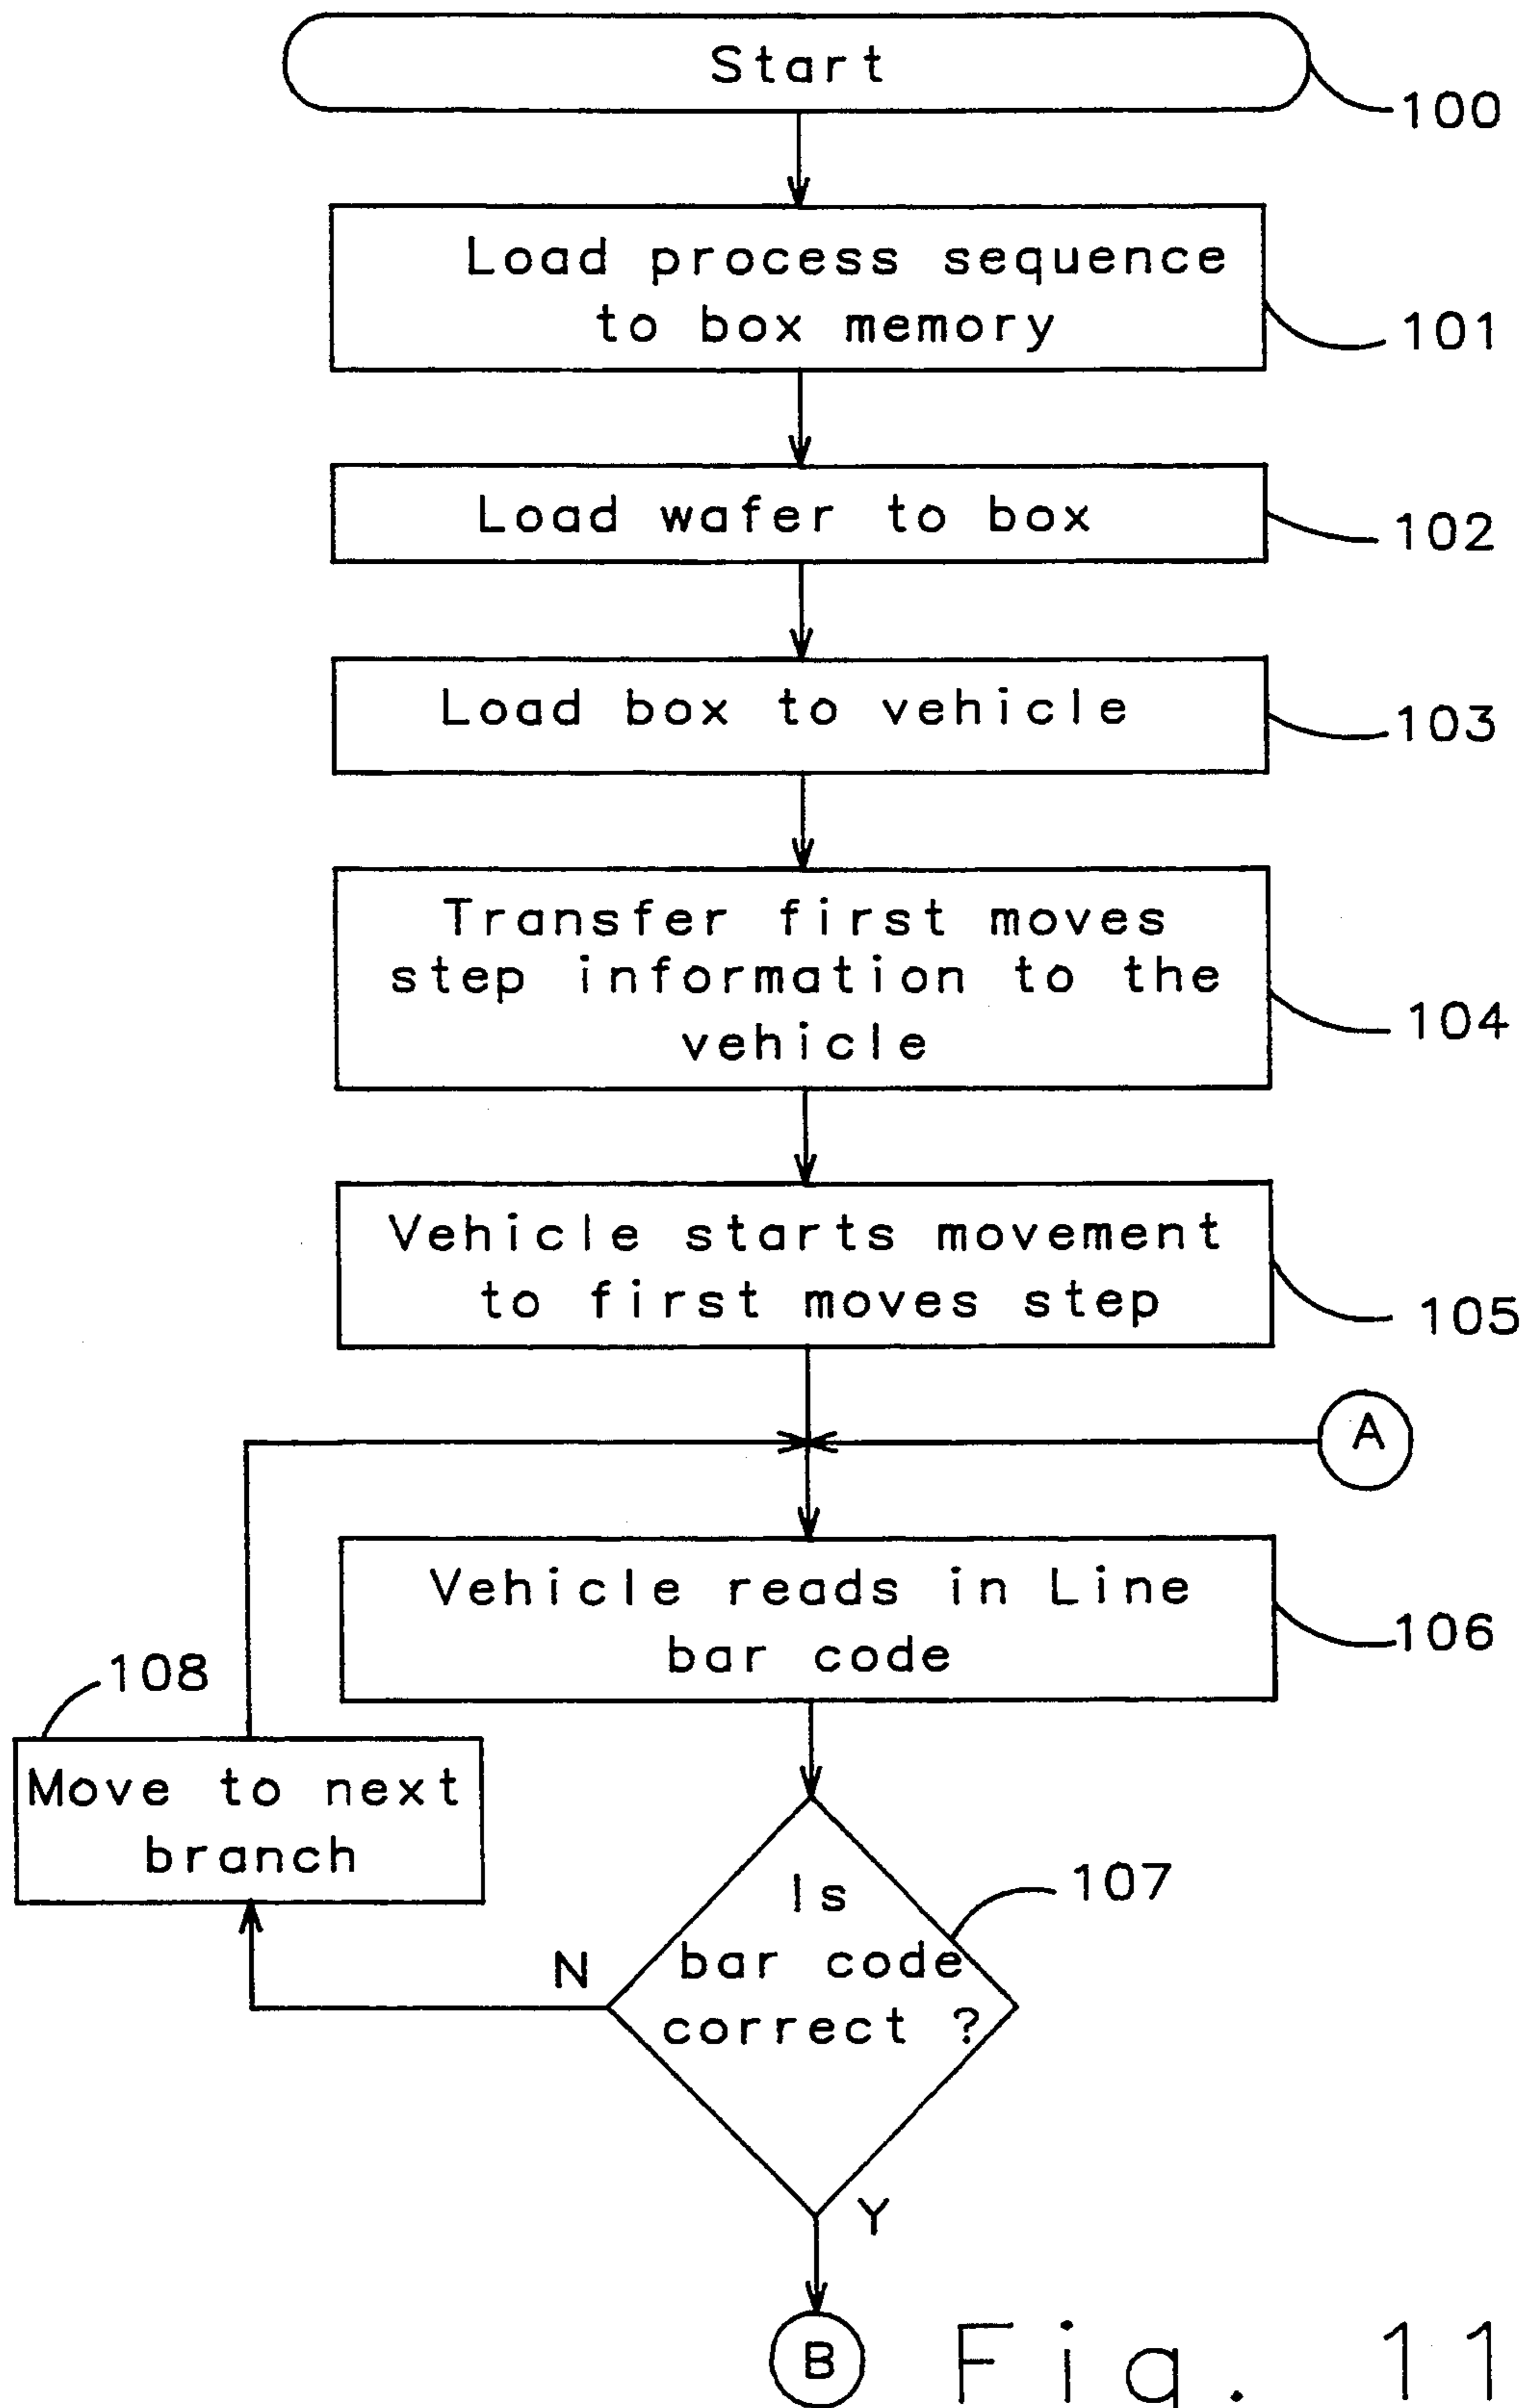 Start
100
Load process sequence
to box memory
101
Load wafer to box
102
Load box to vehicle
103
Transfer first moves
step information to the
vehicle
104
Vehicle starts movement
to first moves step
105
A
Vehicle reads in Line
bar code
106
108
Move to next
branch
Is
bar code
correct ?
107
N
Y
B
Fig. 11